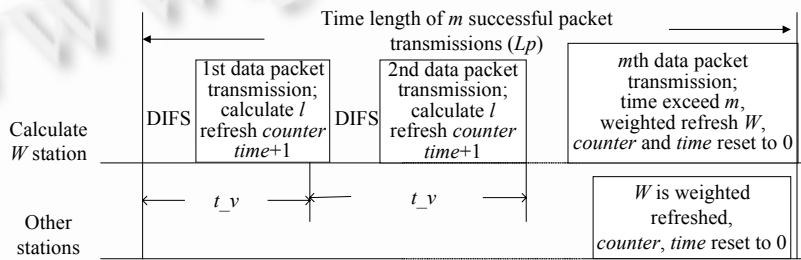 Time length of m successful packet
transmissions (Lp)
DIFS
1st data packet
transmission;
calculate l
refresh counter
time+1
DIFS
2nd data packet
transmission;
calculate l
refresh counter
time+1
mth data packet
transmission;
time exceed m,
weighted refresh W,
counter and time reset to 0
Calculate
W station
t_v
t_v
Other
stations
W is weighted
refreshed,
counter, time reset to 0